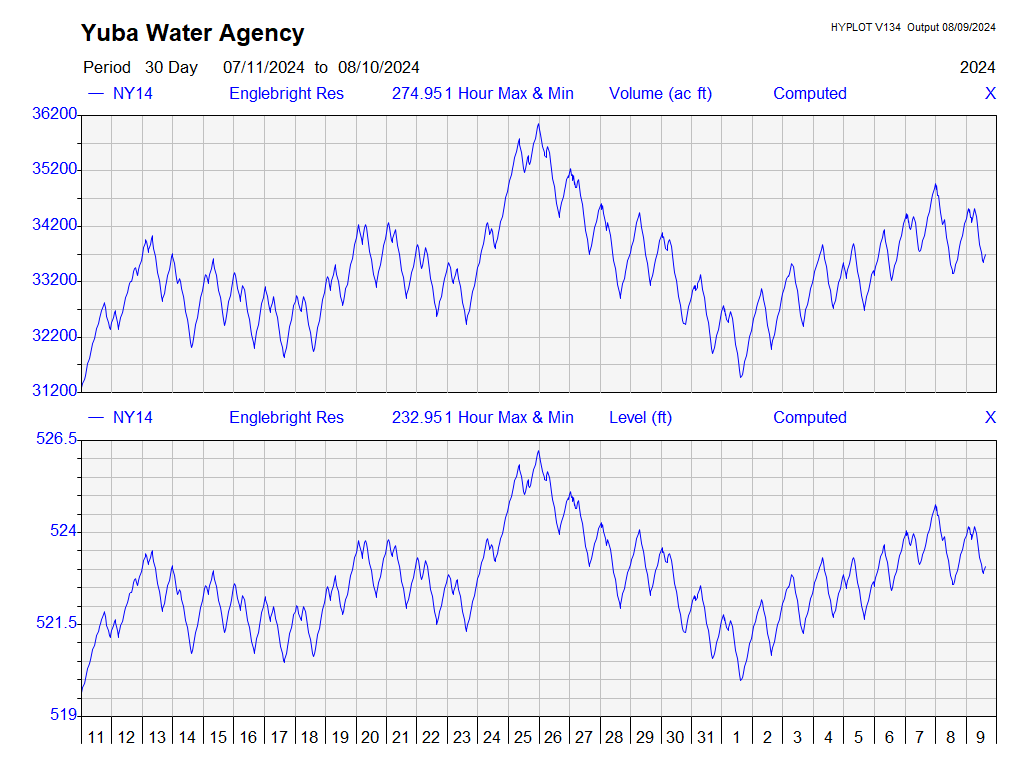 Yuba Water Agency
HYPLOT V134 Output 08/09/2024
Period 30 Day 07/11/2024 to 08/10/2024 2024
NY14 Englebright Res 274.951 Hour Max & Min Volume (ac ft) Computed X
36200
35200
34200
33200
32200
31200
NY14 Englebright Res 232.951 Hour Max & Min Level (ft) Computed X
526.5
524
521.5
519
11 12 13 14 15 16 17 18 19 20 21 22 23 24 25 26 27 28 29 30 31 1 2 3 4 5 6 7 8 9